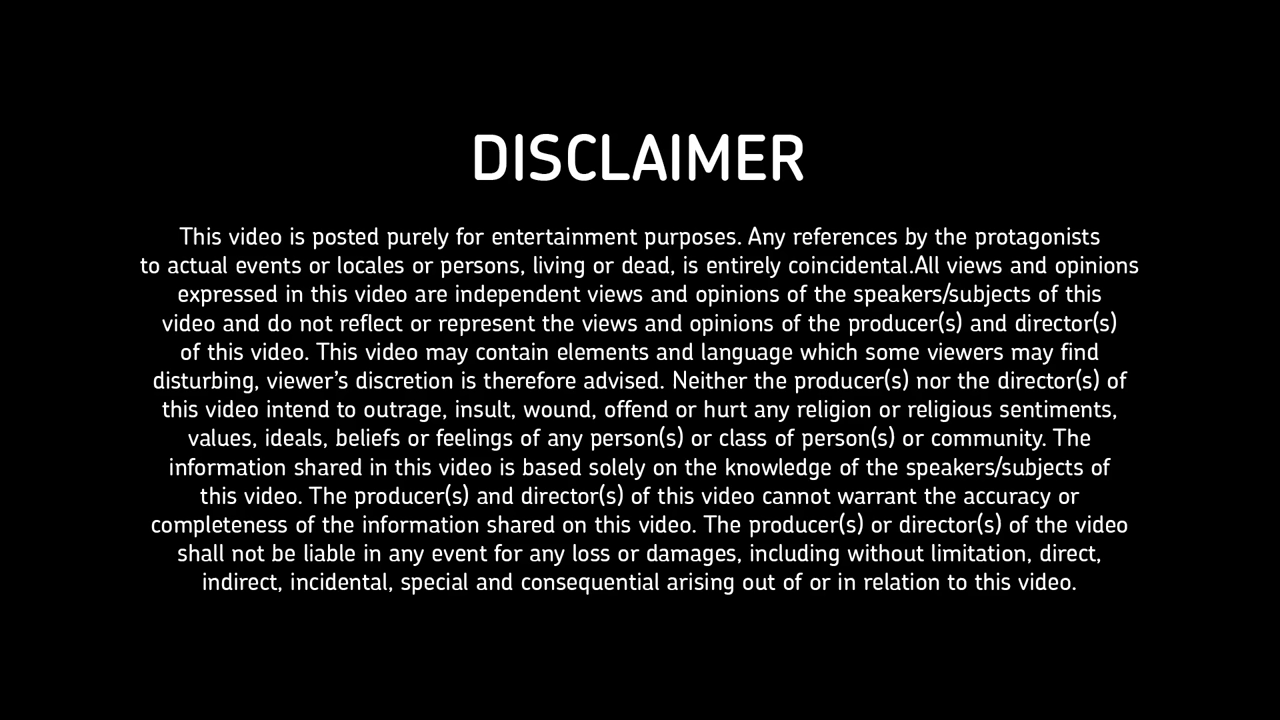 DISCLAIMER
This video is posted purely for entertainment purposes. Any references by the protagonists
to actual events or locales or persons, living or dead, is entirely coincidental.All views and opinions
expressed in this video are independent views and opinions of the speakers/subjects of this
video and do not reflect or represent the views and opinions of the producer(s) and director(s)
of this video. This video may contain elements and language which some viewers may find
disturbing, viewer’s discretion is therefore advised. Neither the producer(s) nor the director(s) of
this video intend to outrage, insult, wound, offend or hurt any religion or religious sentiments,
values, ideals, beliefs or feelings of any person(s) or class of person(s) or community. The
information shared in this video is based solely on the knowledge of the speakers/subjects of
this video. The producer(s) and director(s) of this video cannot warrant the accuracy or
completeness of the information shared on this video. The producer(s) or director(s) of the video
shall not be liable in any event for any loss or damages, including without limitation, direct,
indirect, incidental, special and consequential arising out of or in relation to this video.